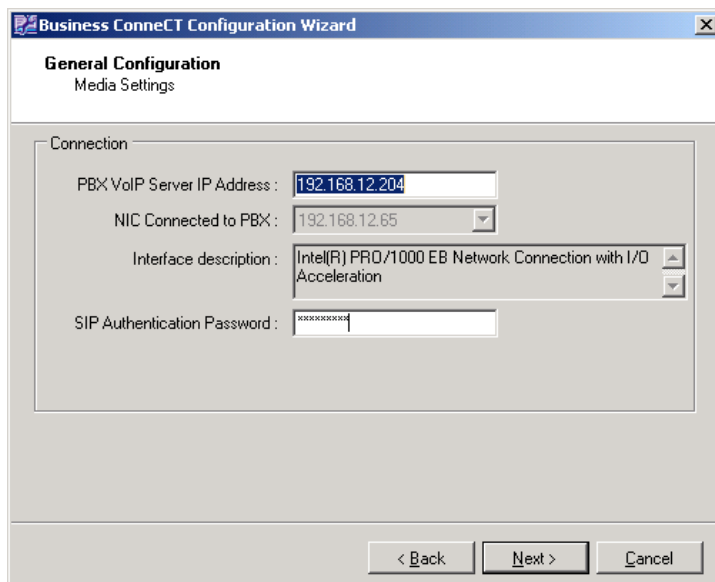 Business ConneCT Configuration Wizard
General Configuration
Media Settings
Connection
PBX VoIP Server IP Address : 192.168.12.204
NIC Connected to PBX : 192.168.12.65
Interface description : Intel(R) PRO/1000 EB Network Connection with I/O
Acceleration
SIP Authentication Password : *********
< Back Next > Cancel